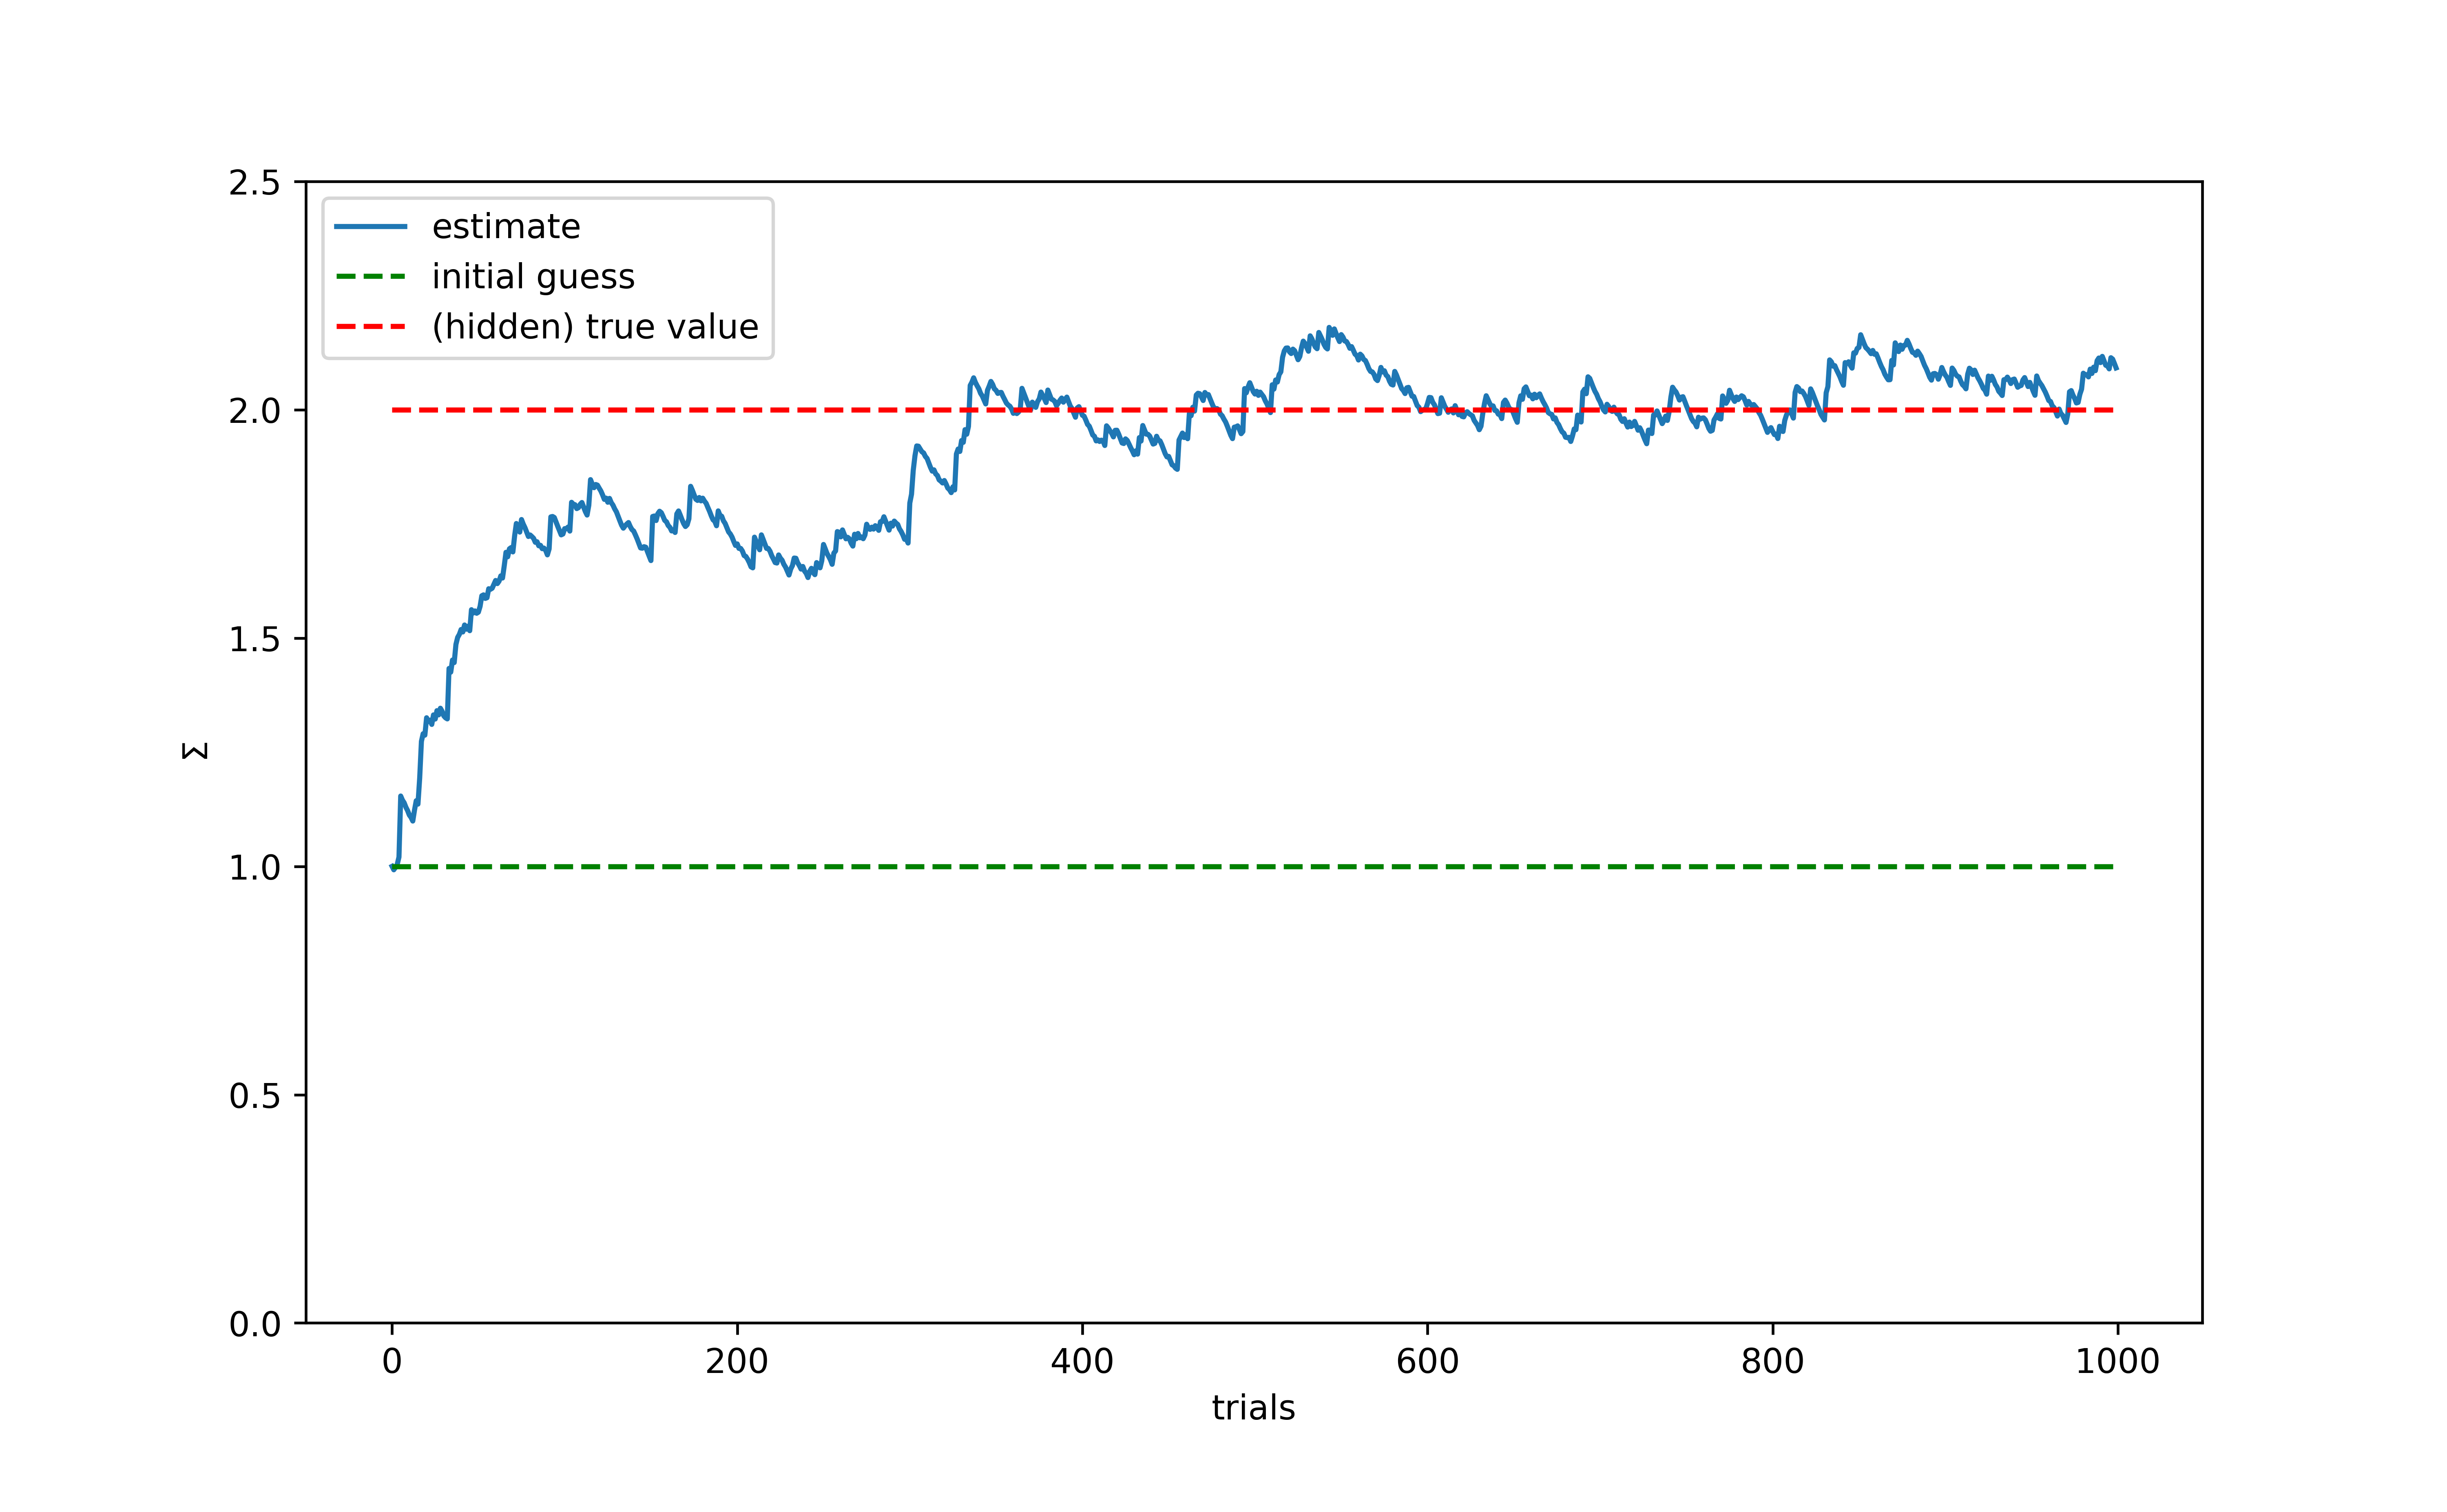 2.5
2.0
1.5
1.0
0.5
0.0
Σ
estimate
initial guess
(hidden) true value
0 200 400 600 800 1000
trials